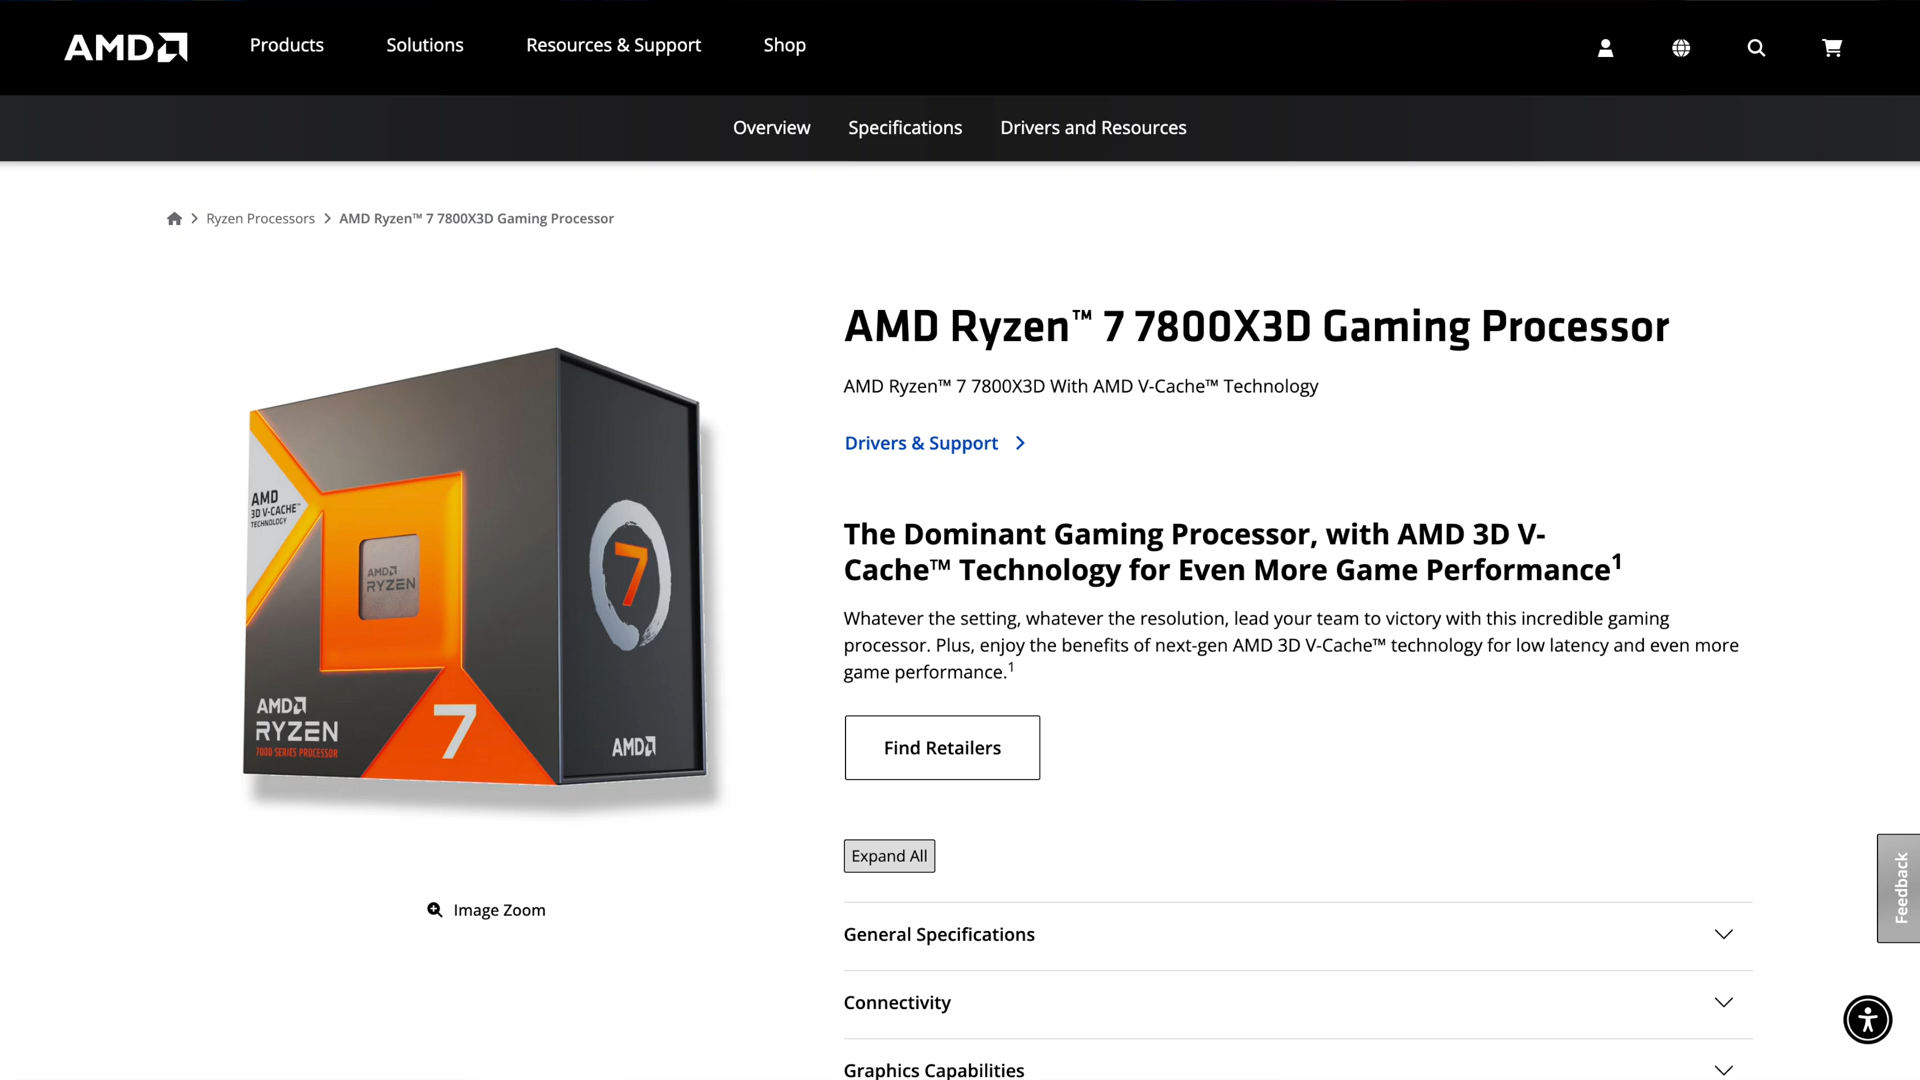 AMD
Products
Solutions
Resources & Support
Shop
Overview
Specifications
Drivers and Resources
Ryzen Processors
AMD Ryzen™ 7 7800X3D Gaming Processor
AMD Ryzen™ 7 7800X3D Gaming Processor
AMD Ryzen™ 7 7800X3D With AMD V-Cache™ Technology
Drivers & Support
The Dominant Gaming Processor, with AMD 3D V-
Cache™ Technology for Even More Game Performance¹
Whatever the setting, whatever the resolution, lead your team to victory with this incredible gaming
processor. Plus, enjoy the benefits of next-gen AMD 3D V-Cache™ technology for low latency and even more
game performance.¹
Find Retailers
Expand All
General Specifications
Connectivity
Graphics Capabilities
AMD
3D V-CACHE™
TECHNOLOGY
AMD
RYZEN
AMD
RYZEN
7000 SERIES PROCESSOR
7
7
AMD
Image Zoom
Feedback